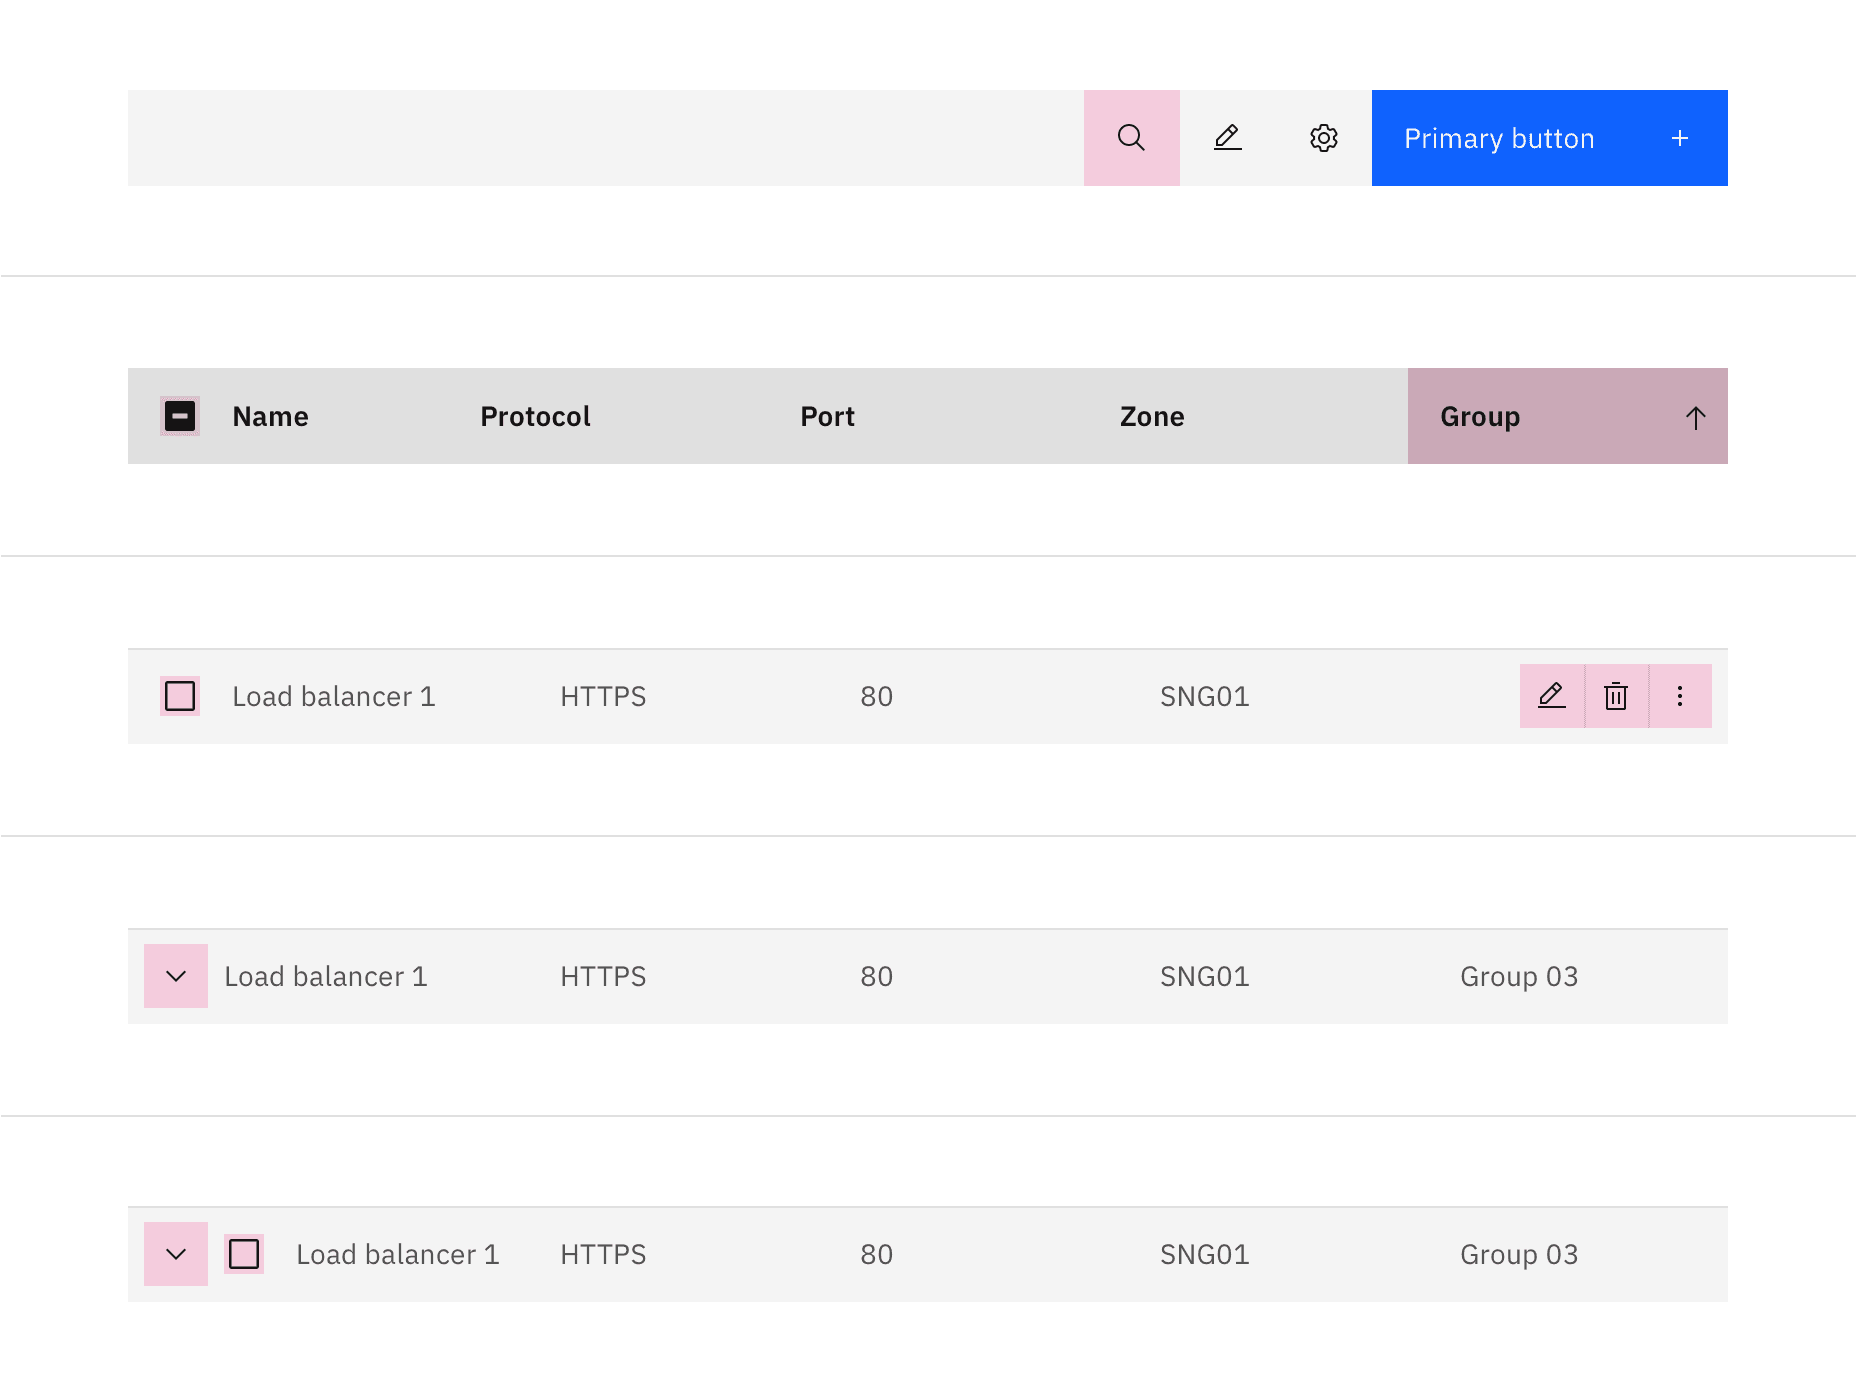 Primary button
Name Protocol Port Zone Group
Load balancer 1 HTTPS 80 SNG01
Load balancer 1 HTTPS 80 SNG01 Group 03
Load balancer 1 HTTPS 80 SNG01 Group 03